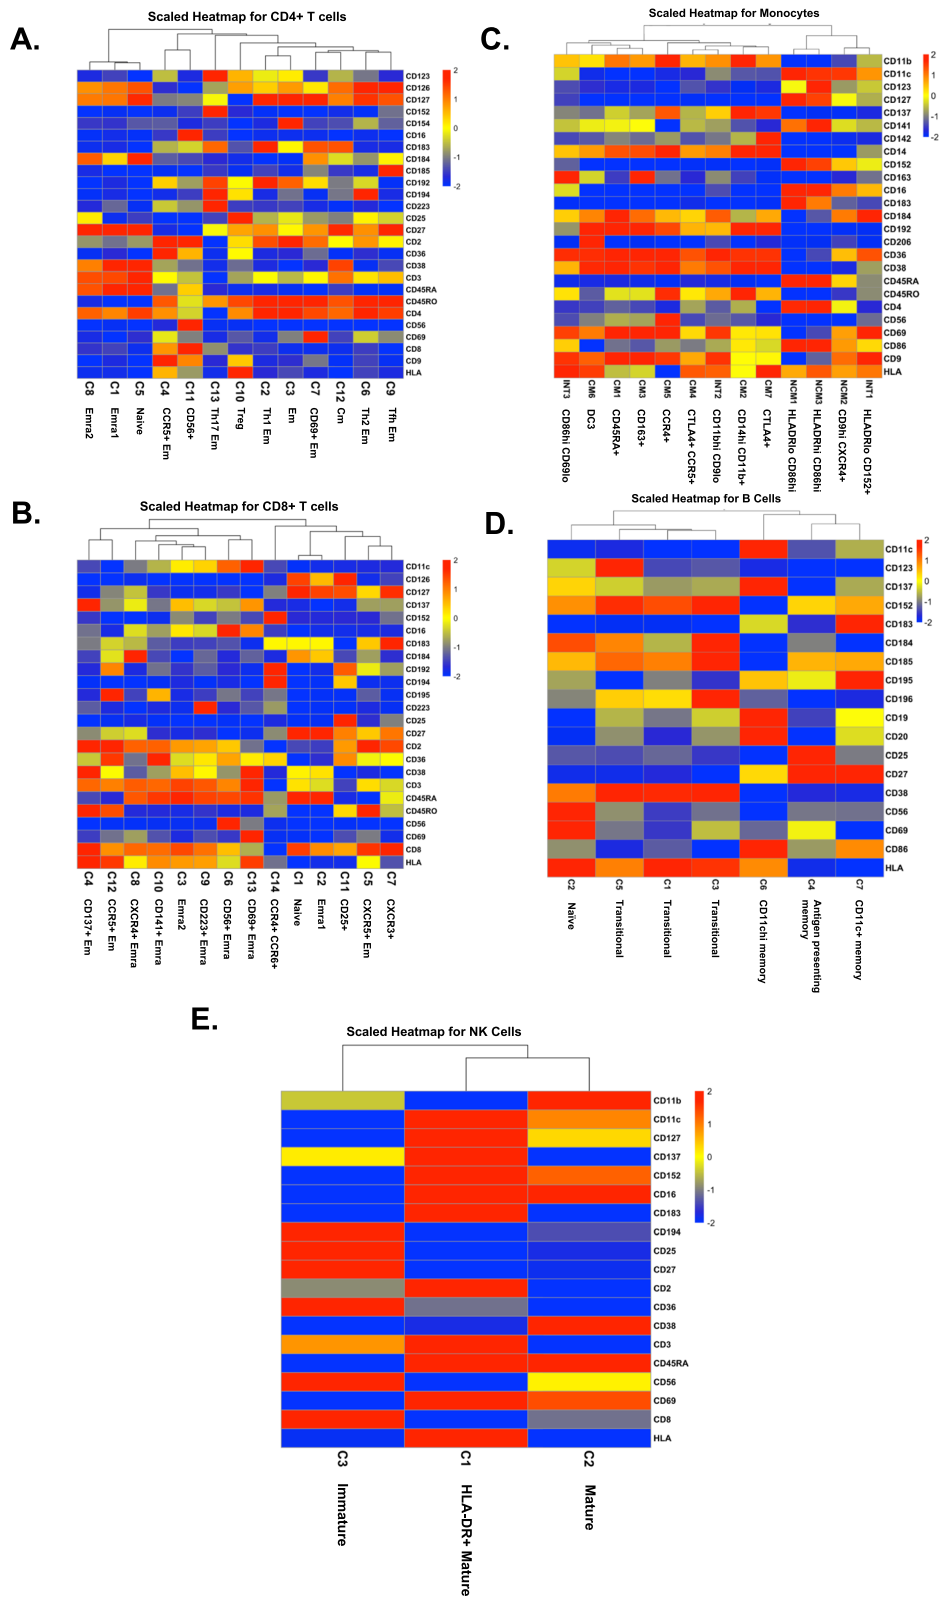 A.
Scaled Heatmap for CD4+ T cells
CD123
CD126
CD127
CD152
CD154
CD16
CD183
CD184
CD185
CD192
CD194
CD223
CD25
CD27
CD2
CD36
CD38
CD3
CD45RA
CD45RO
CD4
CD56
CD69
CD8
CD9
HLA
2
1
0
-1
-2
C8 Emra2
C1 Emra1
C5 Naive
C4 CCR5+ Em
C11 CD56+
C13 Th17 Em
C10 Treg
C2 Th1 Em
C3 Em
C7 CD69+ Em
C12 Cm
C6 Th2 Em
C9 Tfh Em
C.
Scaled Heatmap for Monocytes
CD11b
CD11c
CD123
CD127
CD137
CD141
CD142
CD14
CD152
CD163
CD16
CD183
CD184
CD192
CD206
CD36
CD38
CD45RA
CD45RO
CD4
CD56
CD69
CD86
CD9
HLA
2
1
0
-1
-2
INT3 CD86hi CD69lo
CM6 DC3
CM1 CD45RA+
CM3 CD163+
CM5 CCR4+
CM4 CTLA4+ CCR5+
INT2 CD11bhi CD9lo
CM2 CD14hi CD11b+
CM7 CTLA4+
NCM1 HLADRlo CD86hi
NCM3 HLADRhi CD86hi
NCM2 CD9hi CXCR4+
INT1 HLADRlo CD152+
B.
Scaled Heatmap for CD8+ T cells
CD11c
CD126
CD127
CD137
CD152
CD16
CD183
CD184
CD192
CD194
CD195
CD223
CD25
CD27
CD2
CD36
CD38
CD3
CD45RA
CD45RO
CD56
CD69
CD8
HLA
2
1
0
-1
-2
C4 CD137+ Em
C12 CCR5+ Em
C8 CXCR4+ Emra
C10 CD141+ Emra
C3 Emra2
C9 CD223+ Emra
C6 CD56+ Emra
C13 CD69+ Emra
C14 CCR4+ CCR6+
C1 Naive
C2 Emra1
C11 CD25+
C5 CXCR5+ Em
C7 CXCR3+
D.
Scaled Heatmap for B Cells
CD11c
CD123
CD137
CD152
CD183
CD184
CD185
CD195
CD196
CD19
CD20
CD25
CD27
CD38
CD56
CD69
CD86
HLA
2
1
0
-1
-2
C2 Naïve
C5 Transitional
C1 Transitional
C3 Transitional
C6 CD11chi memory
C4 Antigen presenting
memory
C7 CD11c+ memory
E.
Scaled Heatmap for NK Cells
CD11b
CD11c
CD127
CD137
CD152
CD16
CD183
CD194
CD25
CD27
CD2
CD36
CD38
CD3
CD45RA
CD56
CD69
CD8
HLA
2
1
0
-1
-2
C3 Immature
C1 HLA-DR+ Mature
C2 Mature